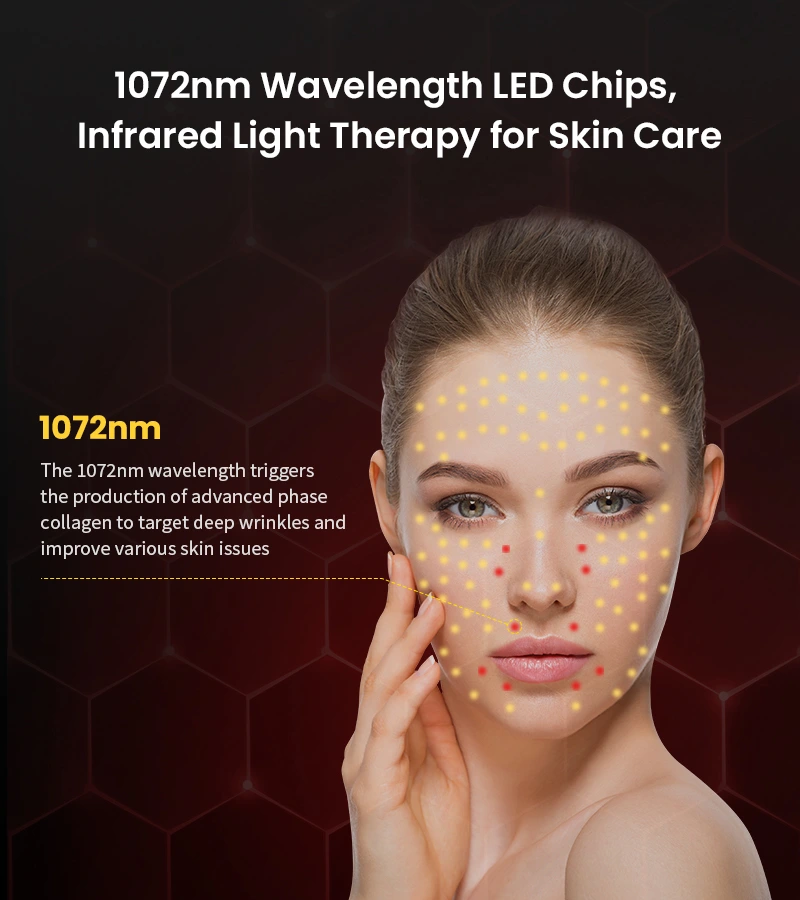 1072nm Wavelength LED Chips,
Infrared Light Therapy for Skin Care
1072nm
The 1072nm wavelength triggers
the production of advanced phase
collagen to target deep wrinkles and
improve various skin issues